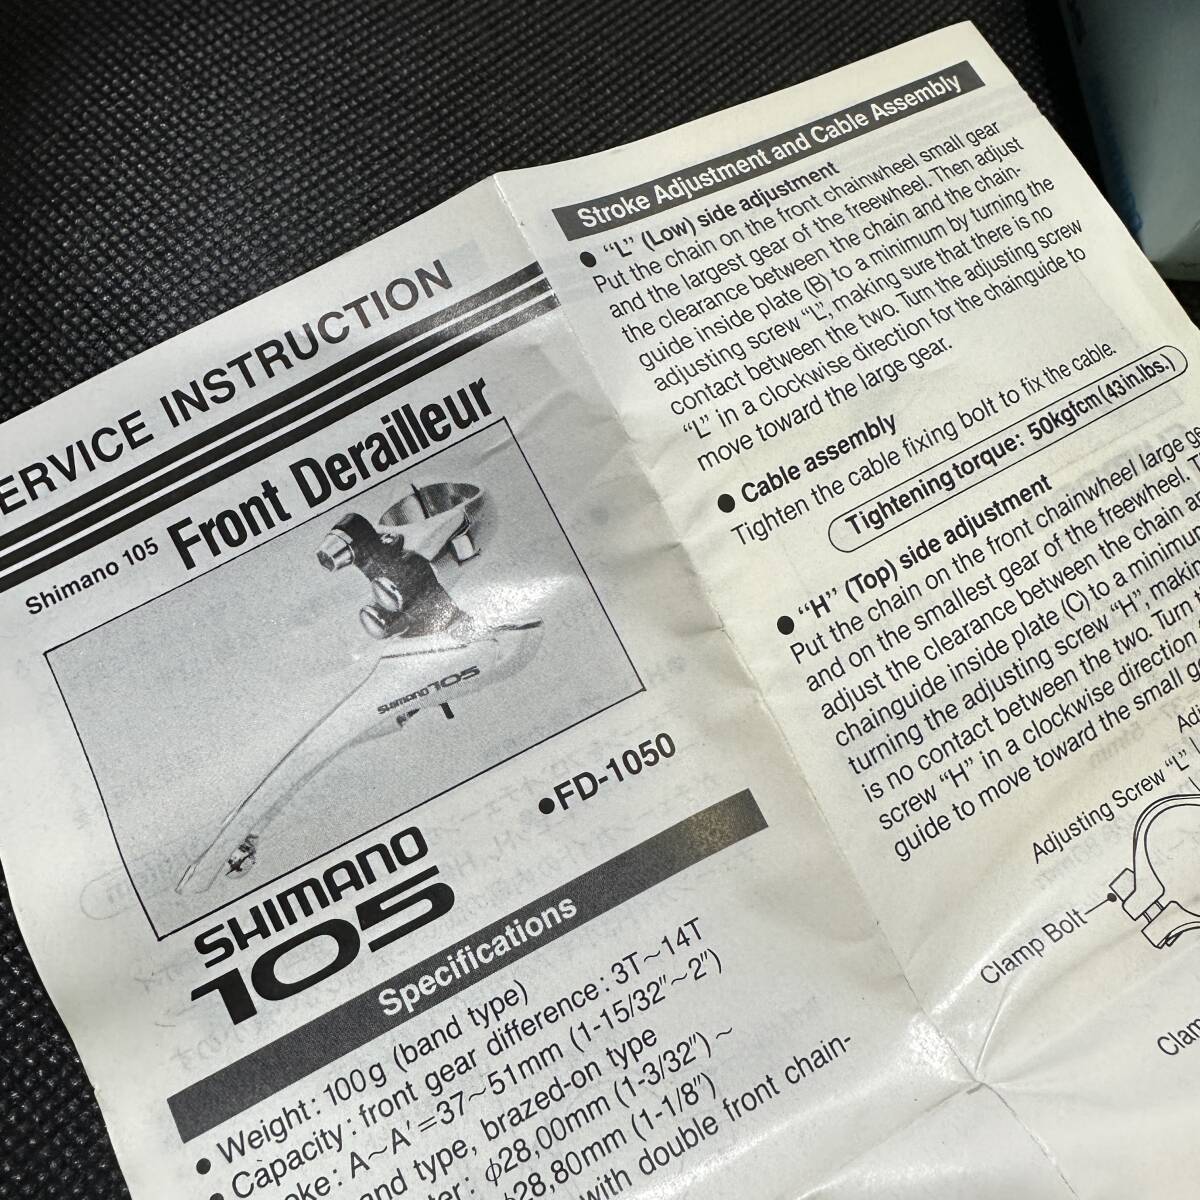 ERVICE INSTRUCTION
Shimano 105 Front Derailleur
SHIMANO 105
•FD-1050
SHIMANO
105
Specifications
• Weight: 100g (band type)
• Capacity: front gear difference: 3T~14T
oke: A~A′=37~51mm (1-15/32″~2″)
and type, brazed-on type
ter: φ28,00mm (1-3/32″)~
φ28,80mm (1-1/8″)
with double front chain-
Stroke Adjustment and Cable Assembly
• “L” (Low) side adjustment
Put the chain on the front chainwheel small gear
and the largest gear of the freewheel. Then adjust
the clearance between the chain and the chain-
guide inside plate (B) to a minimum by turning the
adjusting screw “L”, making sure that there is no
contact between the two. Turn the adjusting screw
“L” in a clockwise direction for the chainguide to
move toward the large gear.
• Cable assembly
Tighten the cable fixing bolt to fix the cable.
Tightening torque: 50kgfcm (43 in.lbs.)
• “H” (Top) side adjustment
Put the chain on the front chainwheel large ge
and on the smallest gear of the freewheel. T
adjust the clearance between the chain a
chainguide inside plate (C) to a minimum
turning the adjusting screw “H”, makin
is no contact between the two. Turn t
screw “H” in a clockwise direction
guide to move toward the small g
Adj
Adjusting Screw “L”
Clamp Bolt
Clam